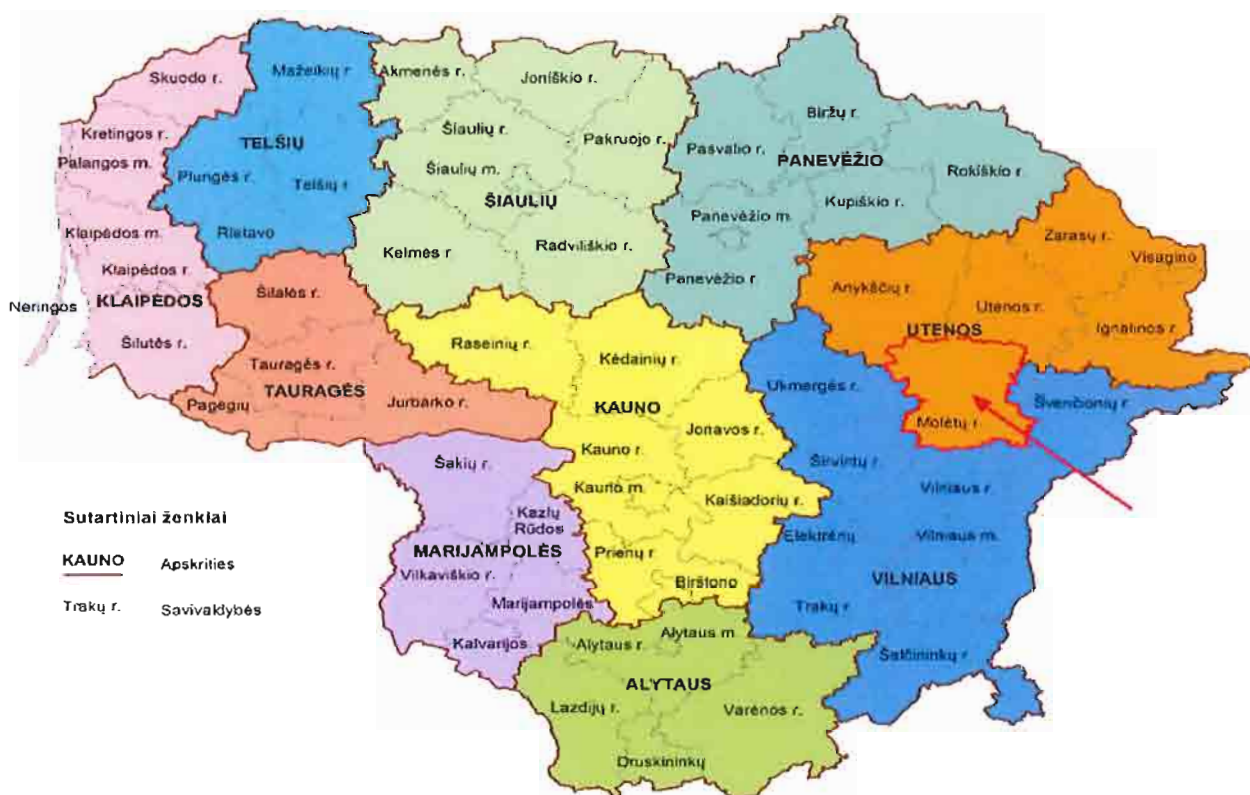 Skuodo r.
Mažeikių r.
Akmenės r.
Joniškio r.
Kretingos r.
Palangos m.
TELŠIŲ
Plungės r.
Telšių r
Rietavo
Šiaulių r.
Šiaulių m.
Pakruojo r.
ŠIAULIŲ
Kelmės r
Radviliškio r.
Biržų r.
Pasvalio r.
PANEVĖŽIO
Rokiškio r.
Kupiškio r.
Panevėžio m.
Panevėžio r
Klaipėdos m.
Klaipėdos r.
KLAIPĖDOS
Neringos
Šilutės r.
Šilalės r.
Tauragės r.
TAURAGĖS
Pagėgių
Jurbarko r.
Raseinių r.
Kėdainių r.
KAUNO
Jonavos r.
Kauno r.
Kauno m.
Kaišiadorių r.
Prienų r
Birštono
Zarasų r.
Visagino
Anykščių r.
Utenos r.
UTENOS
Ignalinos r.
Molėtų r.
Ukmergės r.
Švenčionių r.
Širvintų r.
Vilniaus r.
Elektrėnų
Vilniaus m.
VILNIAUS
Trakų r
Šalčininkų r
Šakių r.
Kazlų
Rūdos
MARIJAMPOLĖS
Vilkaviškio r.
Marijampolės
Kalvarijos
Alytaus r.
Alytaus m
ALYTAUS
Lazdijų r.
Varėnos r.
Druskininkų
Sutartiniai ženklai
KAUNO Apskrities
Trakų r. Savivaldybės